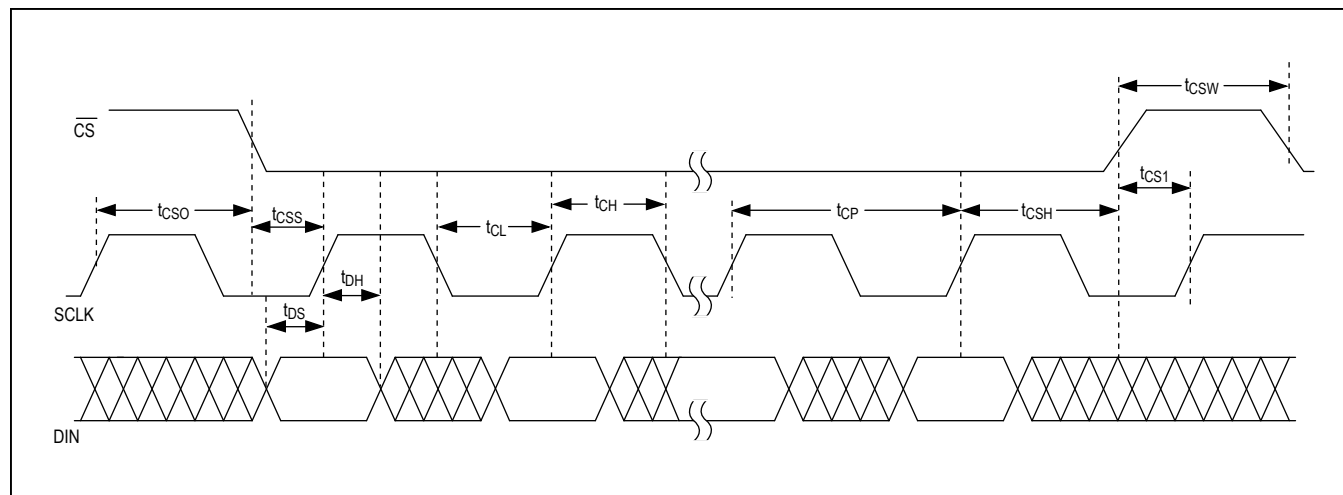 tCSW
CS
tCS1
tCSO
tCSS
tCL
tCH
tCP
tCSH
tDH
SCLK
tDS
DIN